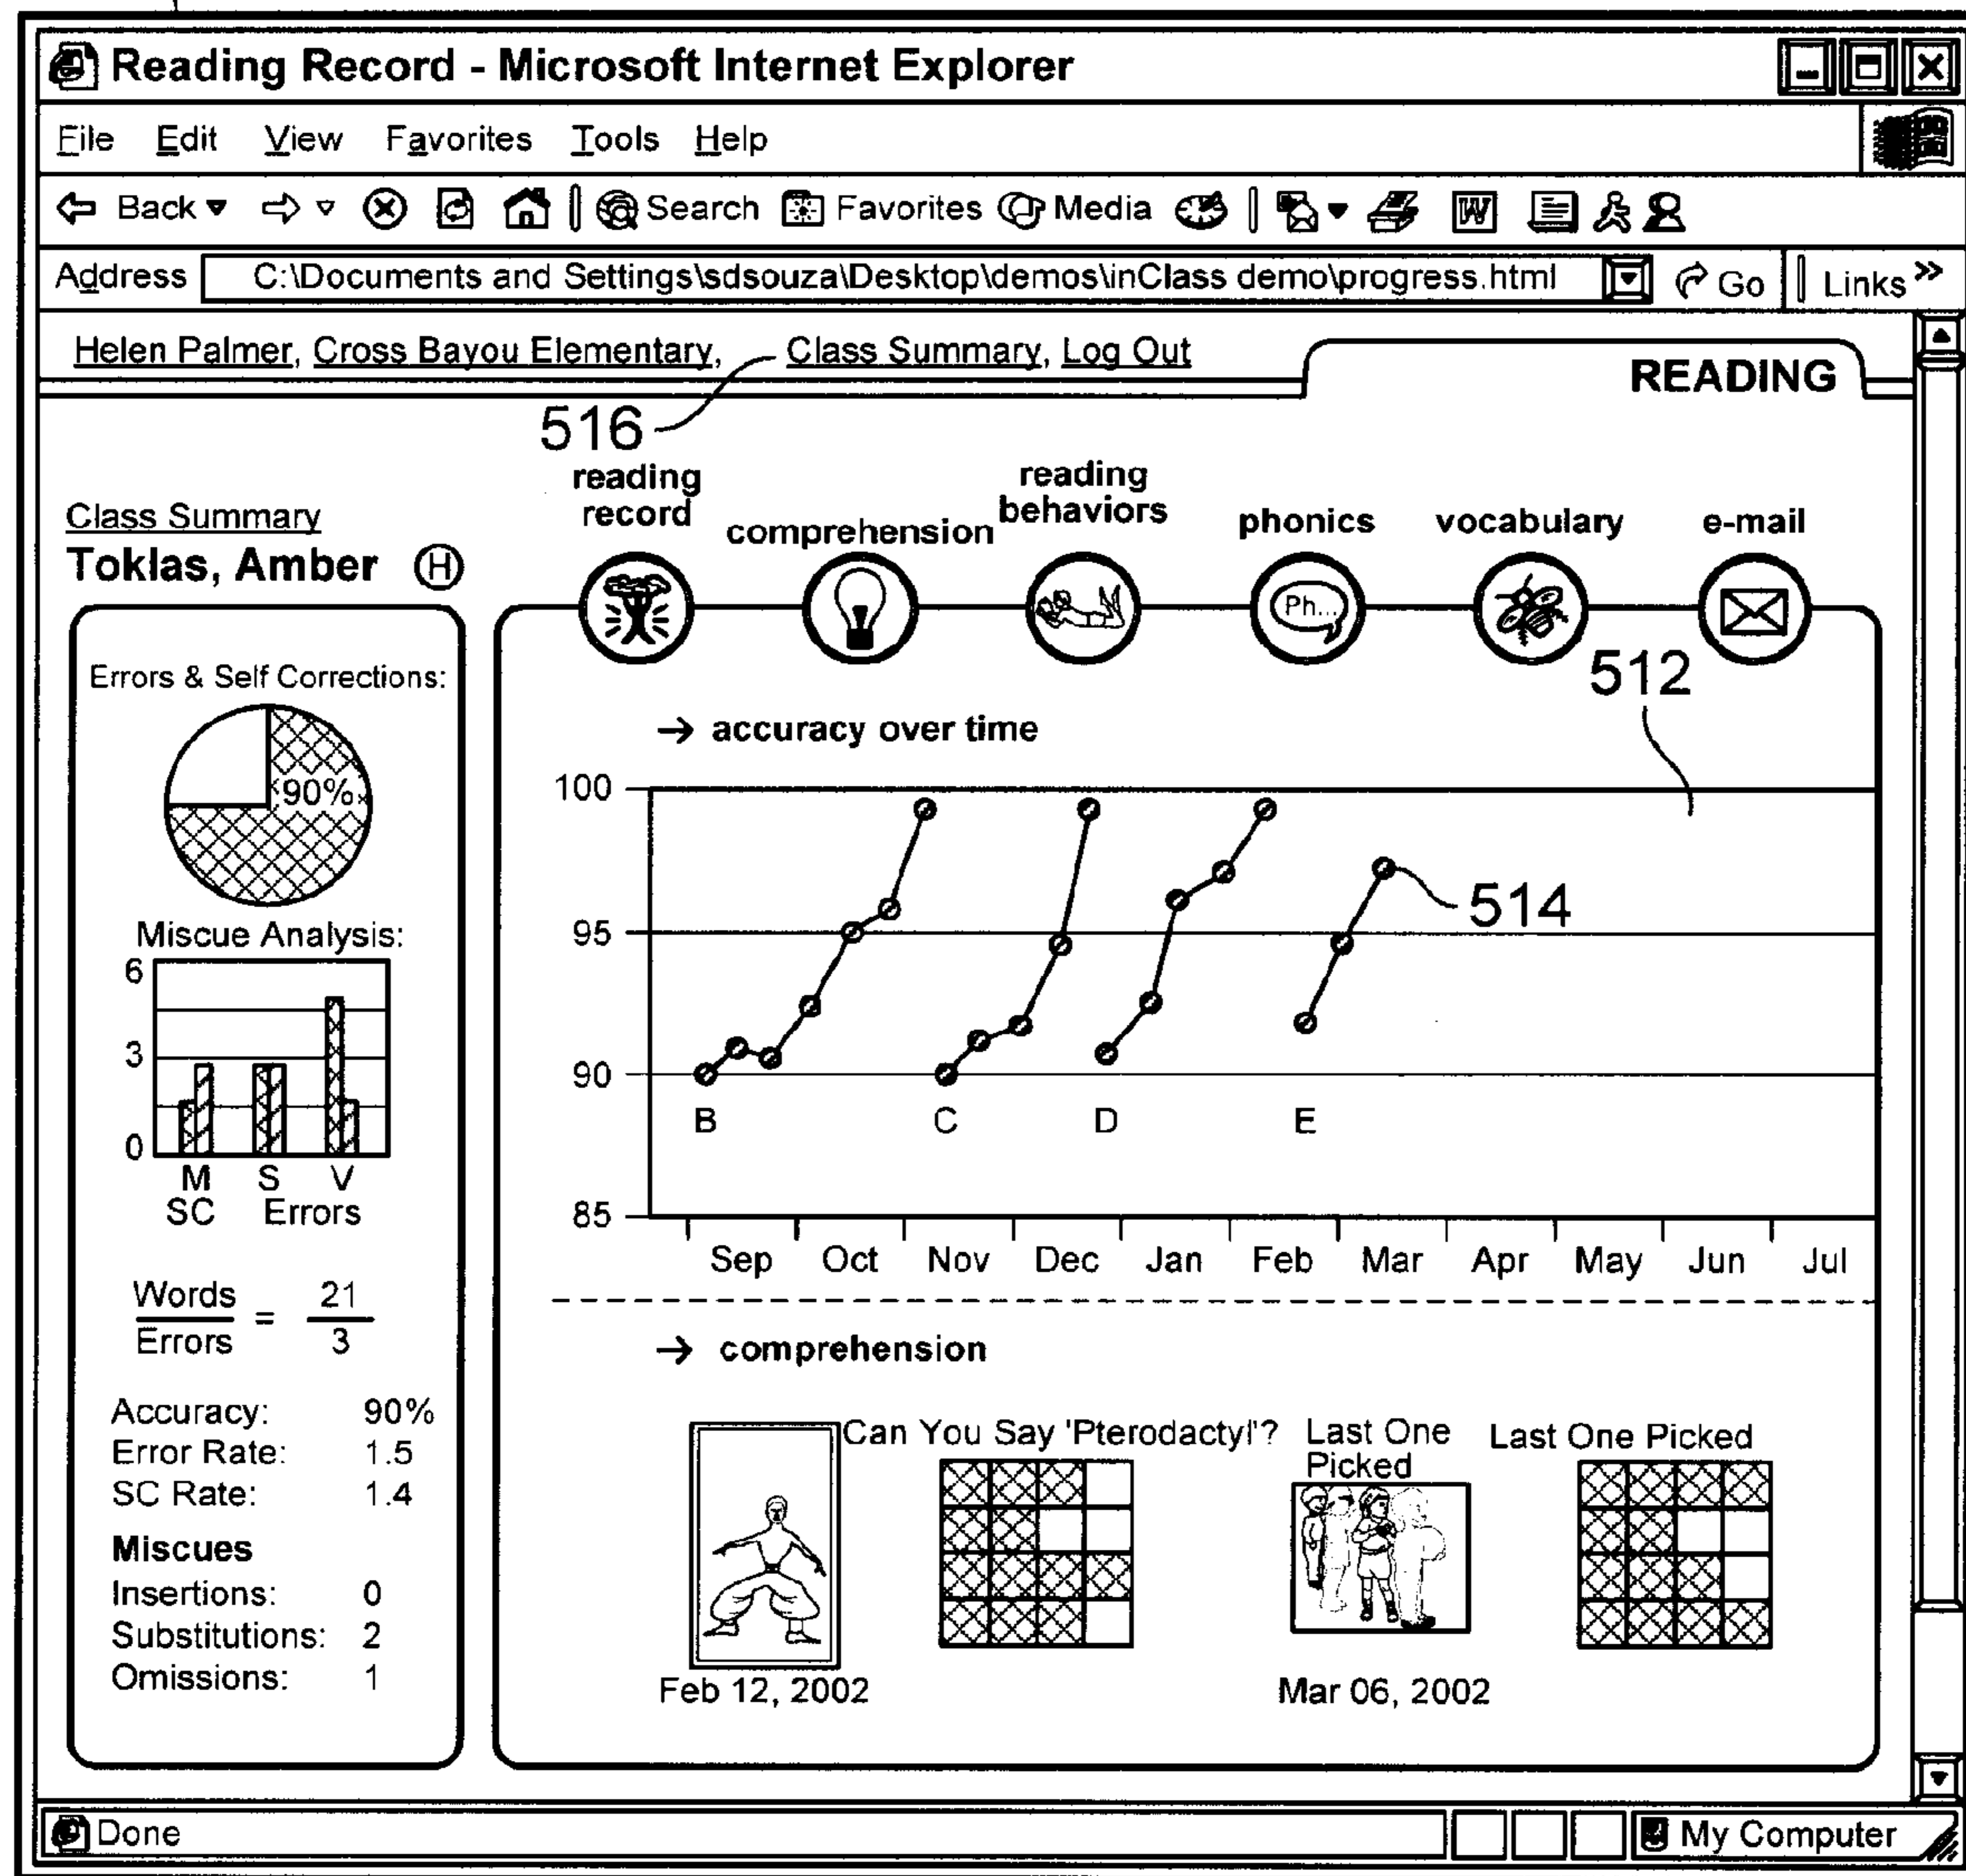 Reading Record - Microsoft Internet Explorer
File Edit View Favorites Tools Help
Back Search Favorites Media W
Address C:\Documents and Settings\sdsouza\Desktop\demos\inClass demo\progress.html Go Links »
Helen Palmer, Cross Bayou Elementary, Class Summary, Log Out
READING
516
Class Summary
Toklas, Amber H
reading
record
comprehension
reading
behaviors
phonics
vocabulary
e-mail
Ph...
Errors & Self Corrections:
90%
Miscue Analysis:
6
3
0
M S V
SC Errors
Words
Errors
=
21
3
Accuracy: 90%
Error Rate: 1.5
SC Rate: 1.4
Miscues
Insertions: 0
Substitutions: 2
Omissions: 1
512
→ accuracy over time
100
95
90
85
514
B C D E
Sep Oct Nov Dec Jan Feb Mar Apr May Jun Jul
→ comprehension
Can You Say 'Pterodactyl'?
Feb 12, 2002
Last One
Picked
Last One Picked
Mar 06, 2002
Done
My Computer